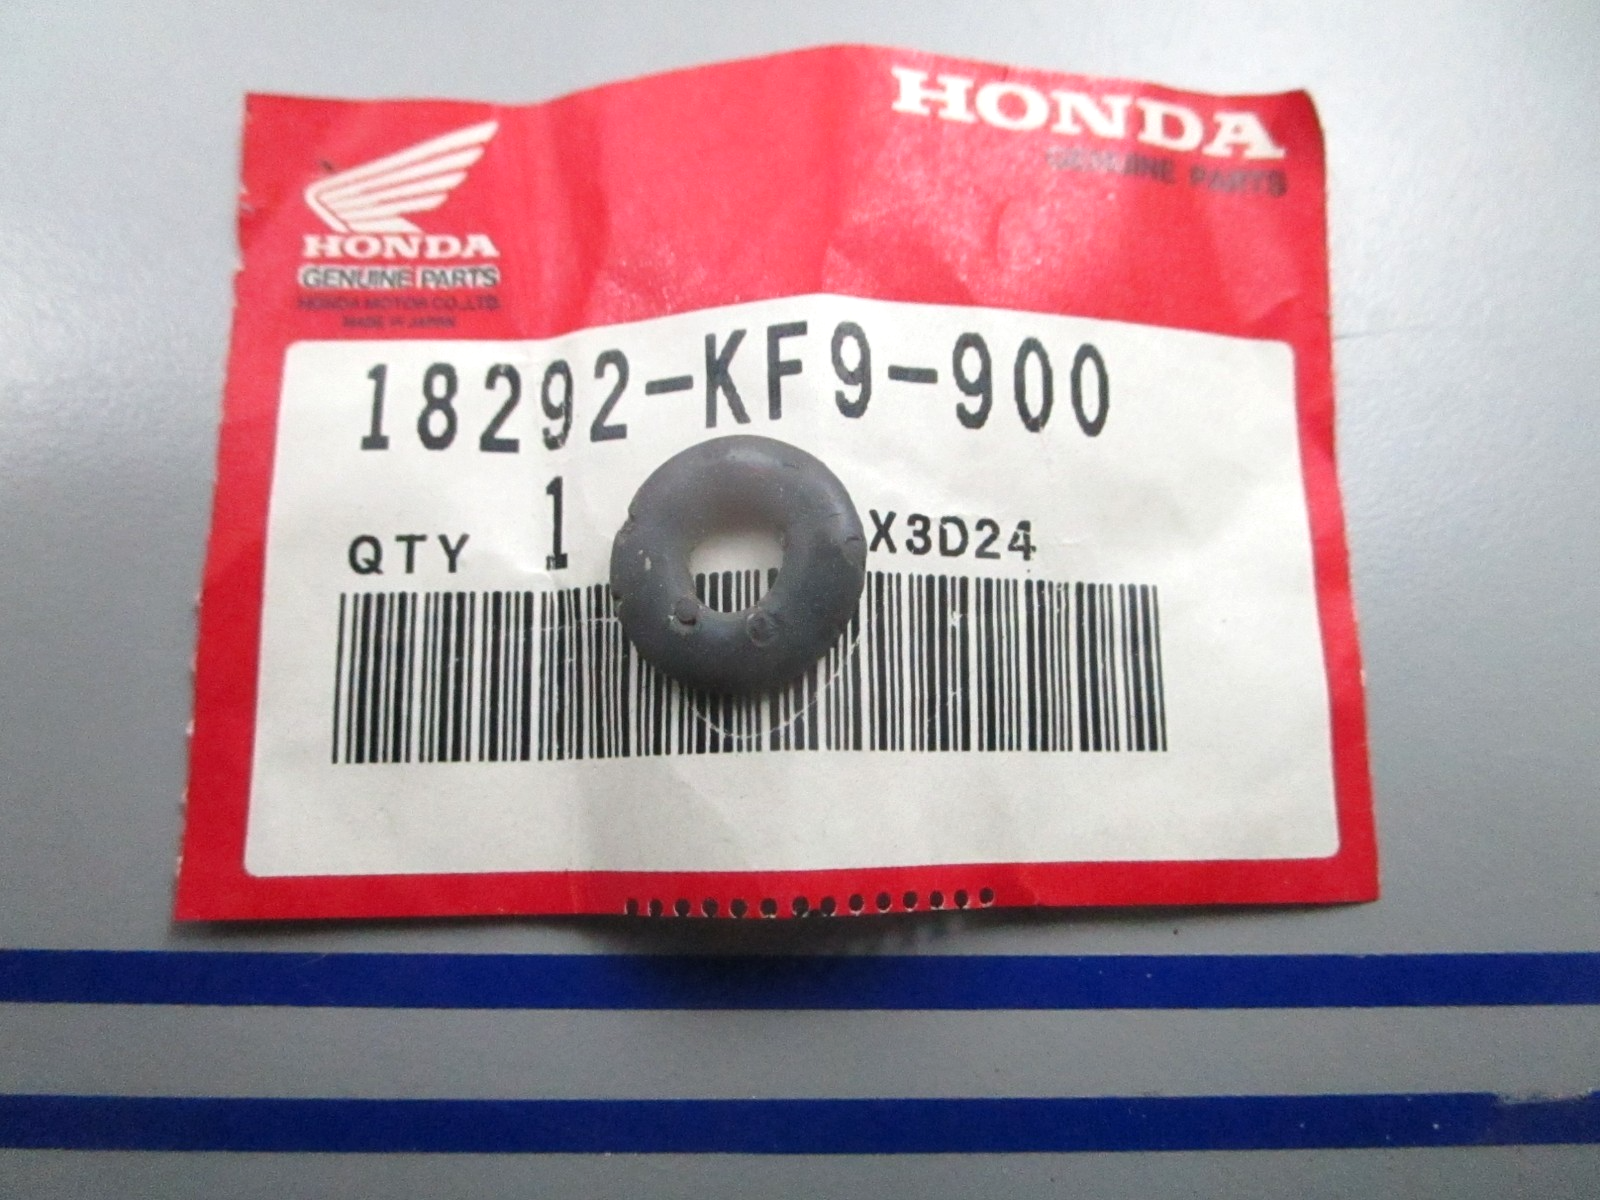 HONDA
GENUINE PARTS
HONDA
GENUINE PARTS
HONDA MOTOR CO.,LTD.
MADE IN JAPAN
18292-KF9-900
QTY 1 X3D24